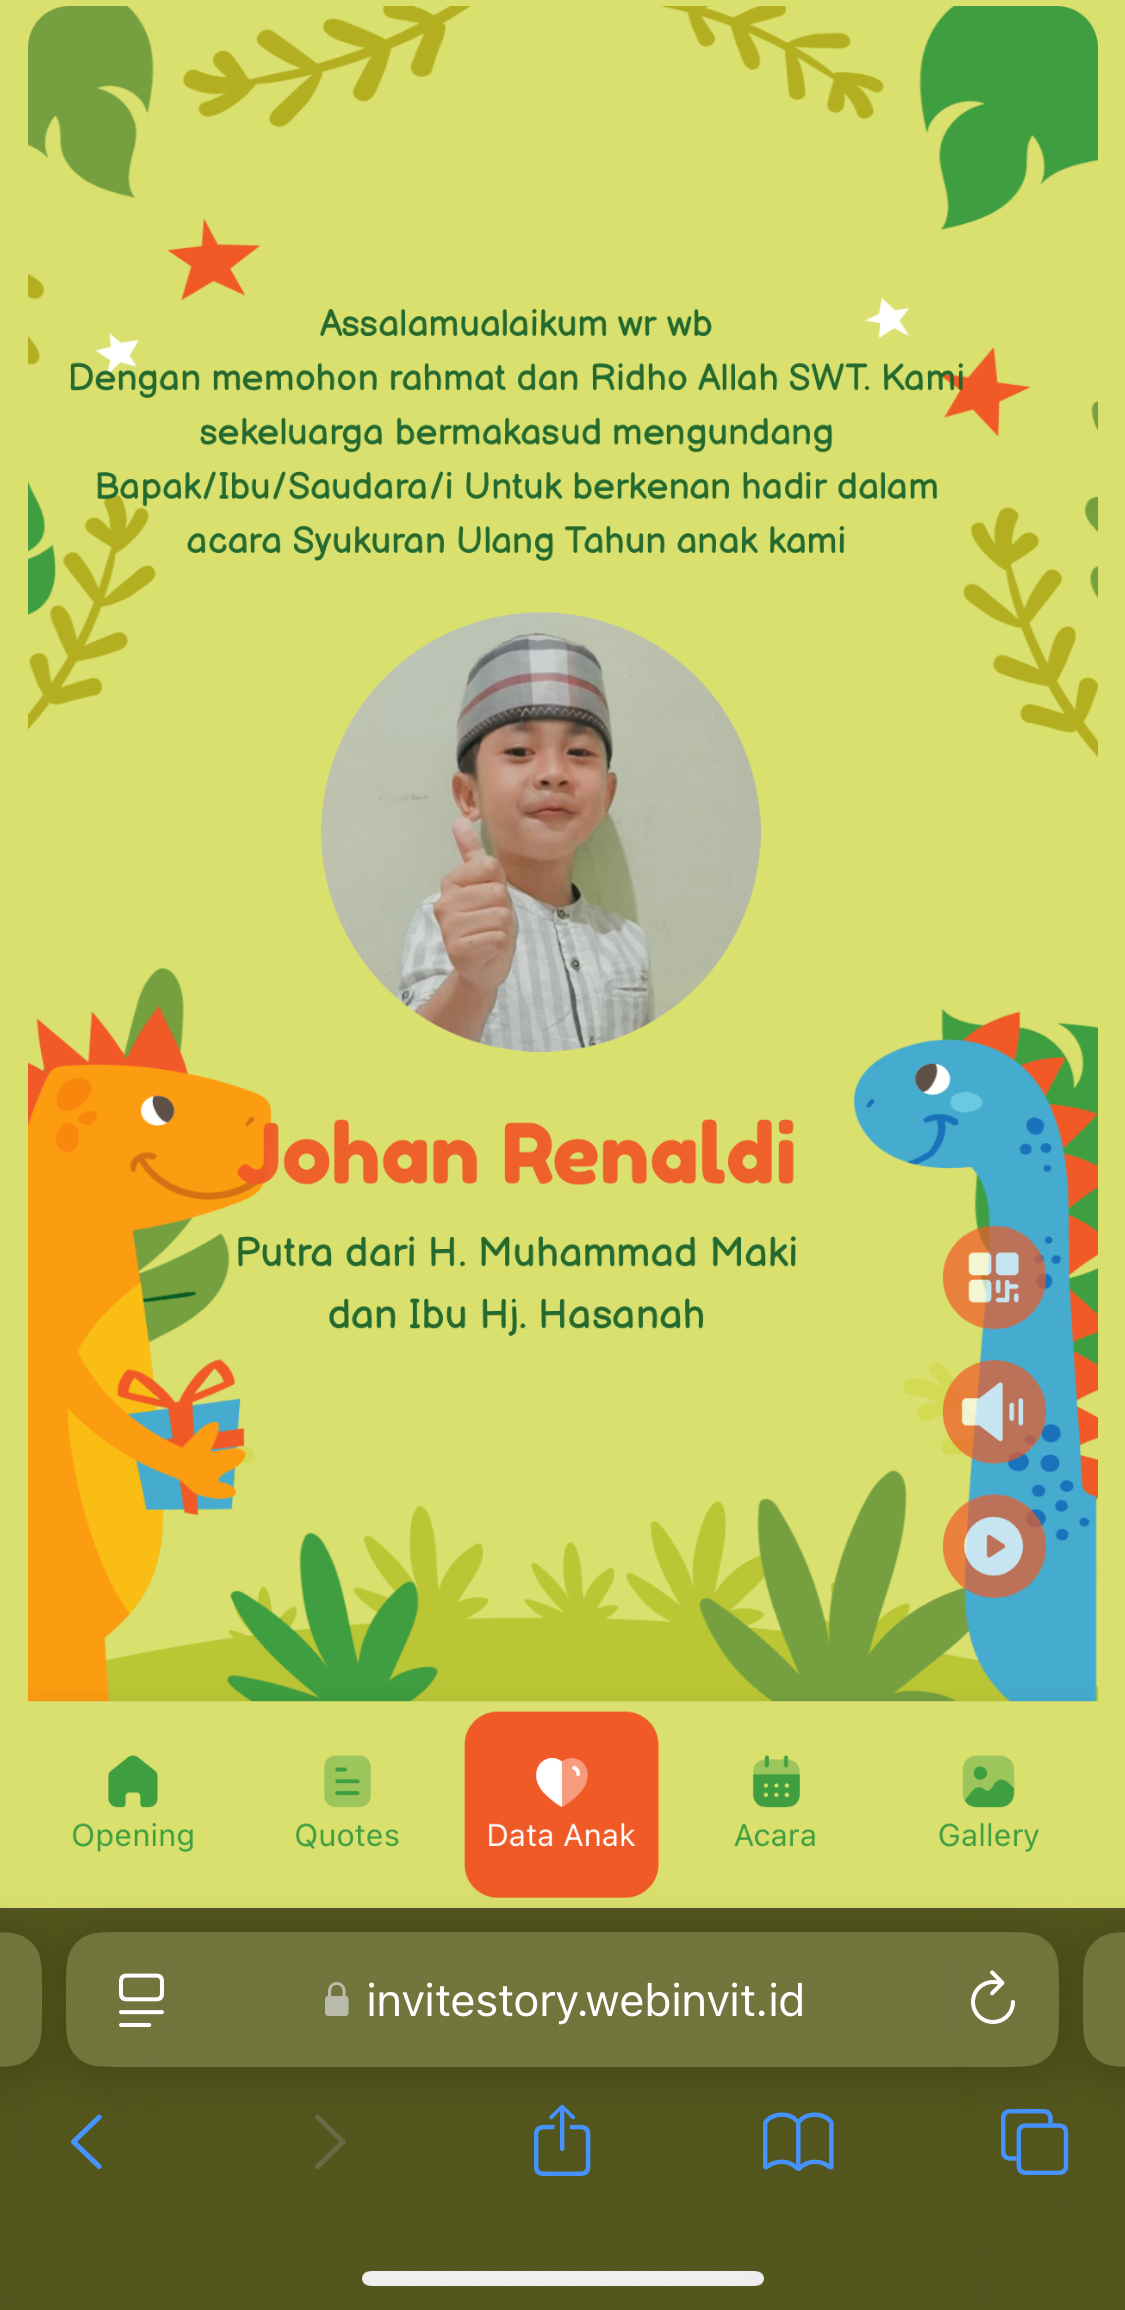 Assalamualaikum wr wb
Dengan memohon rahmat dan Ridho Allah SWT. Kami
sekeluarga bermakasud mengundang
Bapak/Ibu/Saudara/i Untuk berkenan hadir dalam
acara Syukuran Ulang Tahun anak kami
Johan Renaldi
Putra dari H. Muhammad Maki
dan Ibu Hj. Hasanah
Opening
Quotes
Data Anak
Acara
Gallery
invitestory.webinvit.id